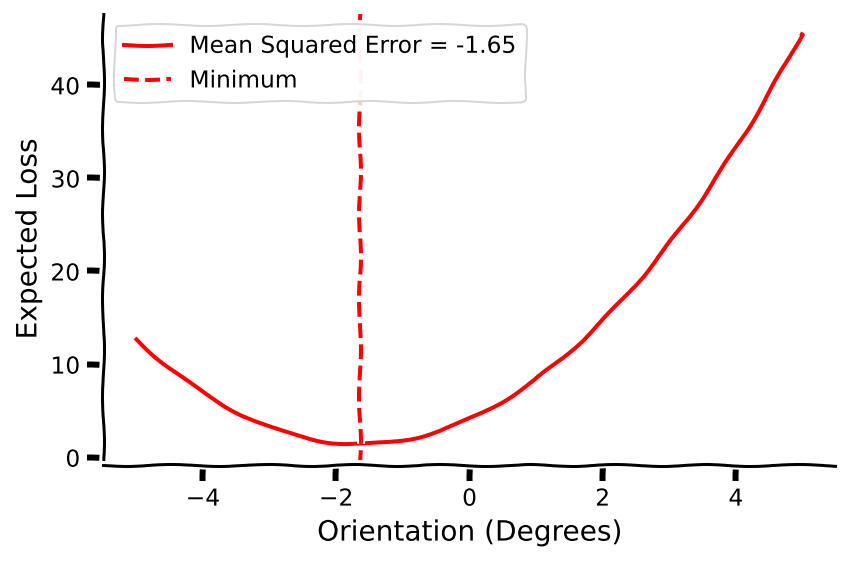 Mean Squared Error = -1.65
Minimum
40
30
20
10
0
Expected Loss
−4
−2
0
2
4
Orientation (Degrees)